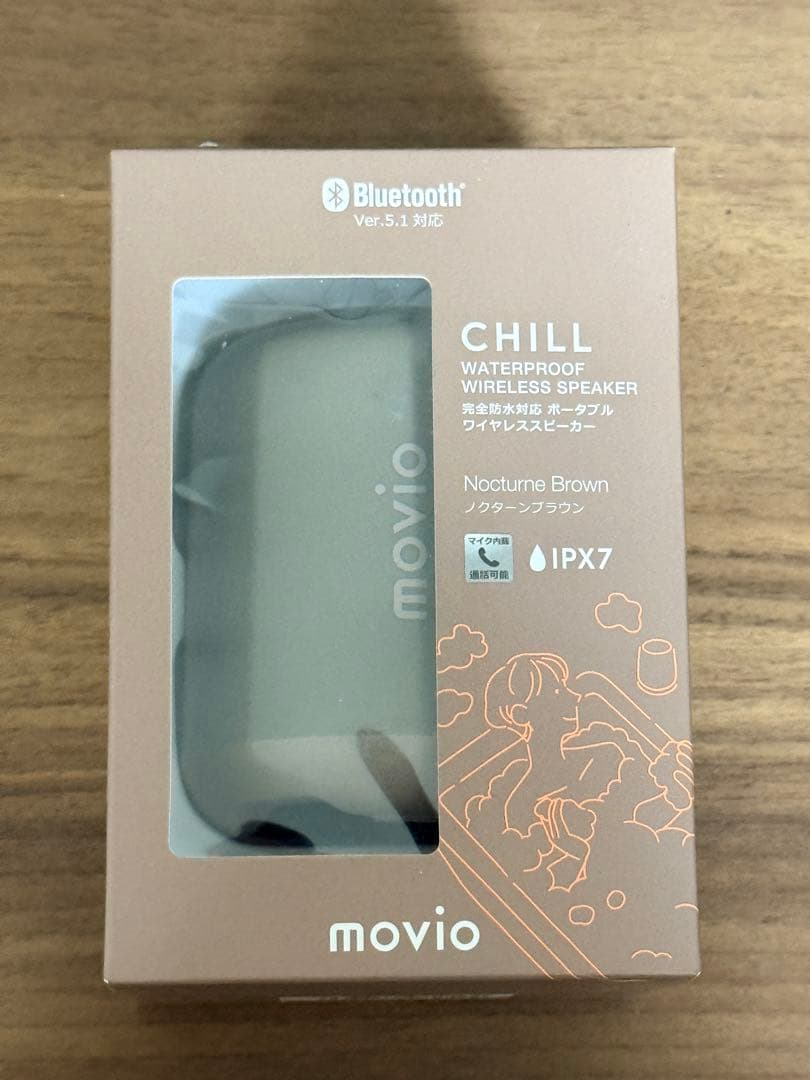 Bluetooth®
Ver.5.1 対応
CHILL
WATERPROOF
WIRELESS SPEAKER
完全防水対応 ポータブル
ワイヤレススピーカー
movio
Nocturne Brown
ノクターンブラウン
マイク内蔵
通話可能
IPX7
movio